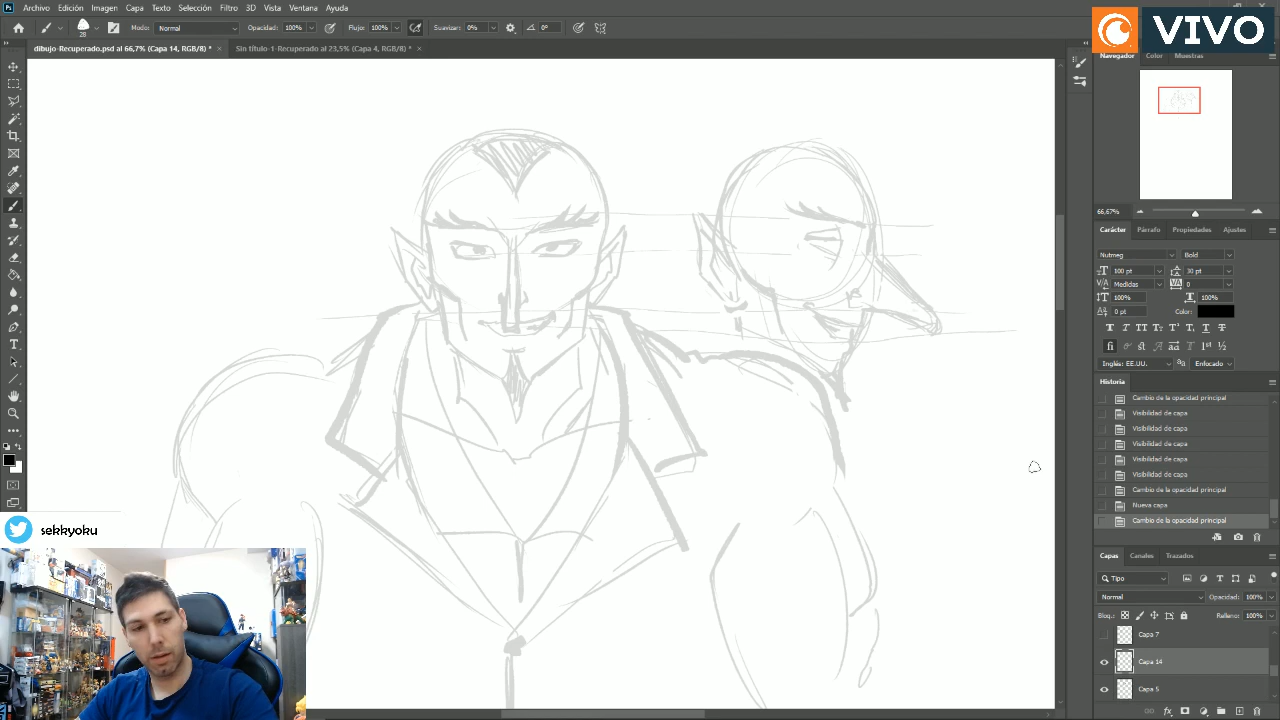 Archivo Edición Imagen Capa Texto Selección Filtro 3D Vista Ventana Ayuda
28 Modo: Normal Opacidad: 100% Flujo: 100% Suavizar: 0% 0°
dibujo-Recuperado.psd al 66,7% (Capa 14, RGB/8) * × Sin título-1-Recuperado al 23,5% (Capa 4, RGB/8) * ×
VIVO
Navegador Color Muestras
66,67%
Carácter Párrafo Propiedades Ajustes
Nutmeg Bold
100 pt 30 pt
Medidas 0
100% 100%
0 pt Color:
Inglés: EE.UU. Enfocado
Historia
Cambio de la opacidad principal
Visibilidad de capa
Visibilidad de capa
Visibilidad de capa
Visibilidad de capa
Visibilidad de capa
Cambio de la opacidad principal
Nueva capa
Cambio de la opacidad principal
Capas Canales Trazados
Tipo
Normal Opacidad: 100%
Bloq.: Relleno: 100%
Capa 7
Capa 14
Capa 5
sekkyoku